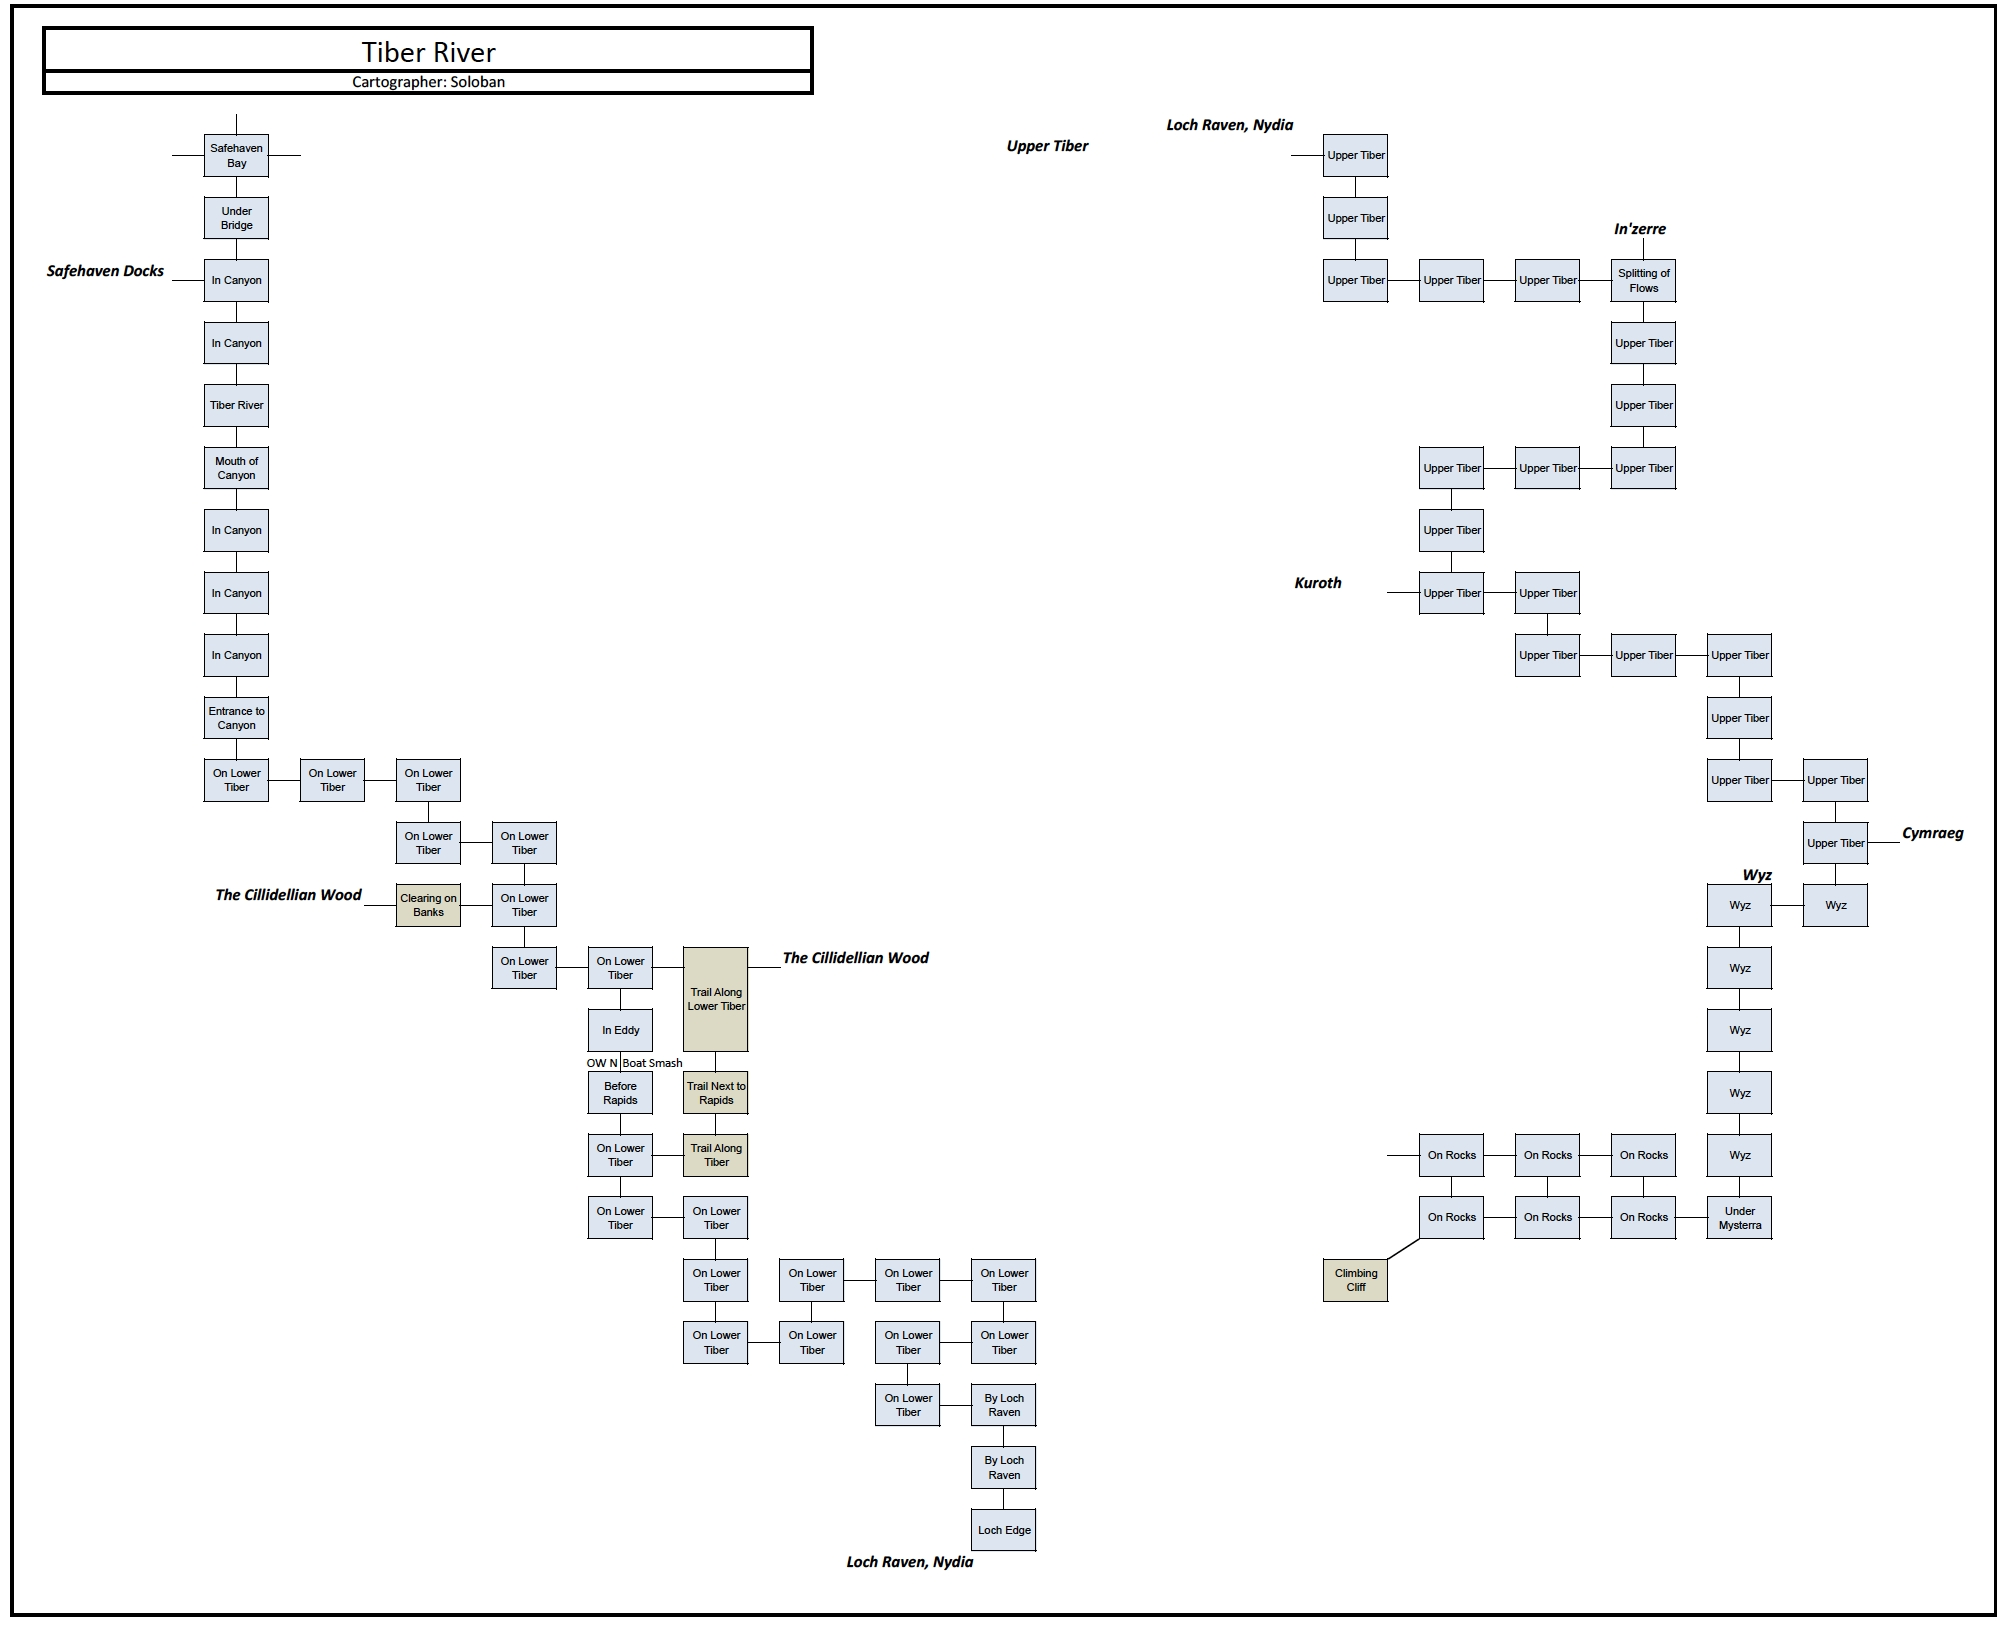 Tiber River
Cartographer: Soloban
Safehaven
Bay
Under
Bridge
Safehaven Docks
In Canyon
In Canyon
Tiber River
Mouth of
Canyon
In Canyon
In Canyon
In Canyon
Entrance to
Canyon
On Lower
Tiber
On Lower
Tiber
On Lower
Tiber
On Lower
Tiber
On Lower
Tiber
The Cillidellian Wood
Clearing on
Banks
On Lower
Tiber
On Lower
Tiber
On Lower
Tiber
Trail Along
Lower Tiber
The Cillidellian Wood
In Eddy
OW N Boat Smash
Before
Rapids
Trail Next to
Rapids
On Lower
Tiber
Trail Along
Tiber
On Lower
Tiber
On Lower
Tiber
On Lower
Tiber
On Lower
Tiber
On Lower
Tiber
On Lower
Tiber
On Lower
Tiber
On Lower
Tiber
On Lower
Tiber
On Lower
Tiber
On Lower
Tiber
By Loch
Raven
By Loch
Raven
Loch Edge
Loch Raven, Nydia
Upper Tiber
Loch Raven, Nydia
Upper Tiber
Upper Tiber
In'zerre
Upper Tiber
Upper Tiber
Upper Tiber
Splitting of
Flows
Upper Tiber
Upper Tiber
Upper Tiber
Upper Tiber
Upper Tiber
Upper Tiber
Kuroth
Upper Tiber
Upper Tiber
Upper Tiber
Upper Tiber
Upper Tiber
Upper Tiber
Upper Tiber
Upper Tiber
Upper Tiber
Cymraeg
Wyz
Wyz
Wyz
Wyz
Wyz
Wyz
On Rocks
On Rocks
On Rocks
Wyz
On Rocks
On Rocks
On Rocks
Under
Mysterra
Climbing
Cliff